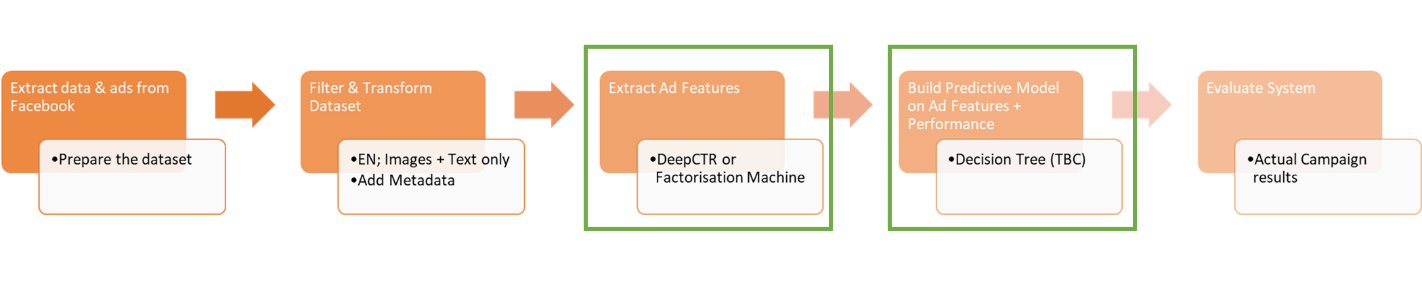 Extract data & ads from
Facebook
•Prepare the dataset
Filter & Transform
Dataset
•EN; Images + Text only
•Add Metadata
Extract Ad Features
•DeepCTR or
Factorisation Machine
Build Predictive Model
on Ad Features +
Performance
•Decision Tree (TBC)
Evaluate System
•Actual Campaign
results